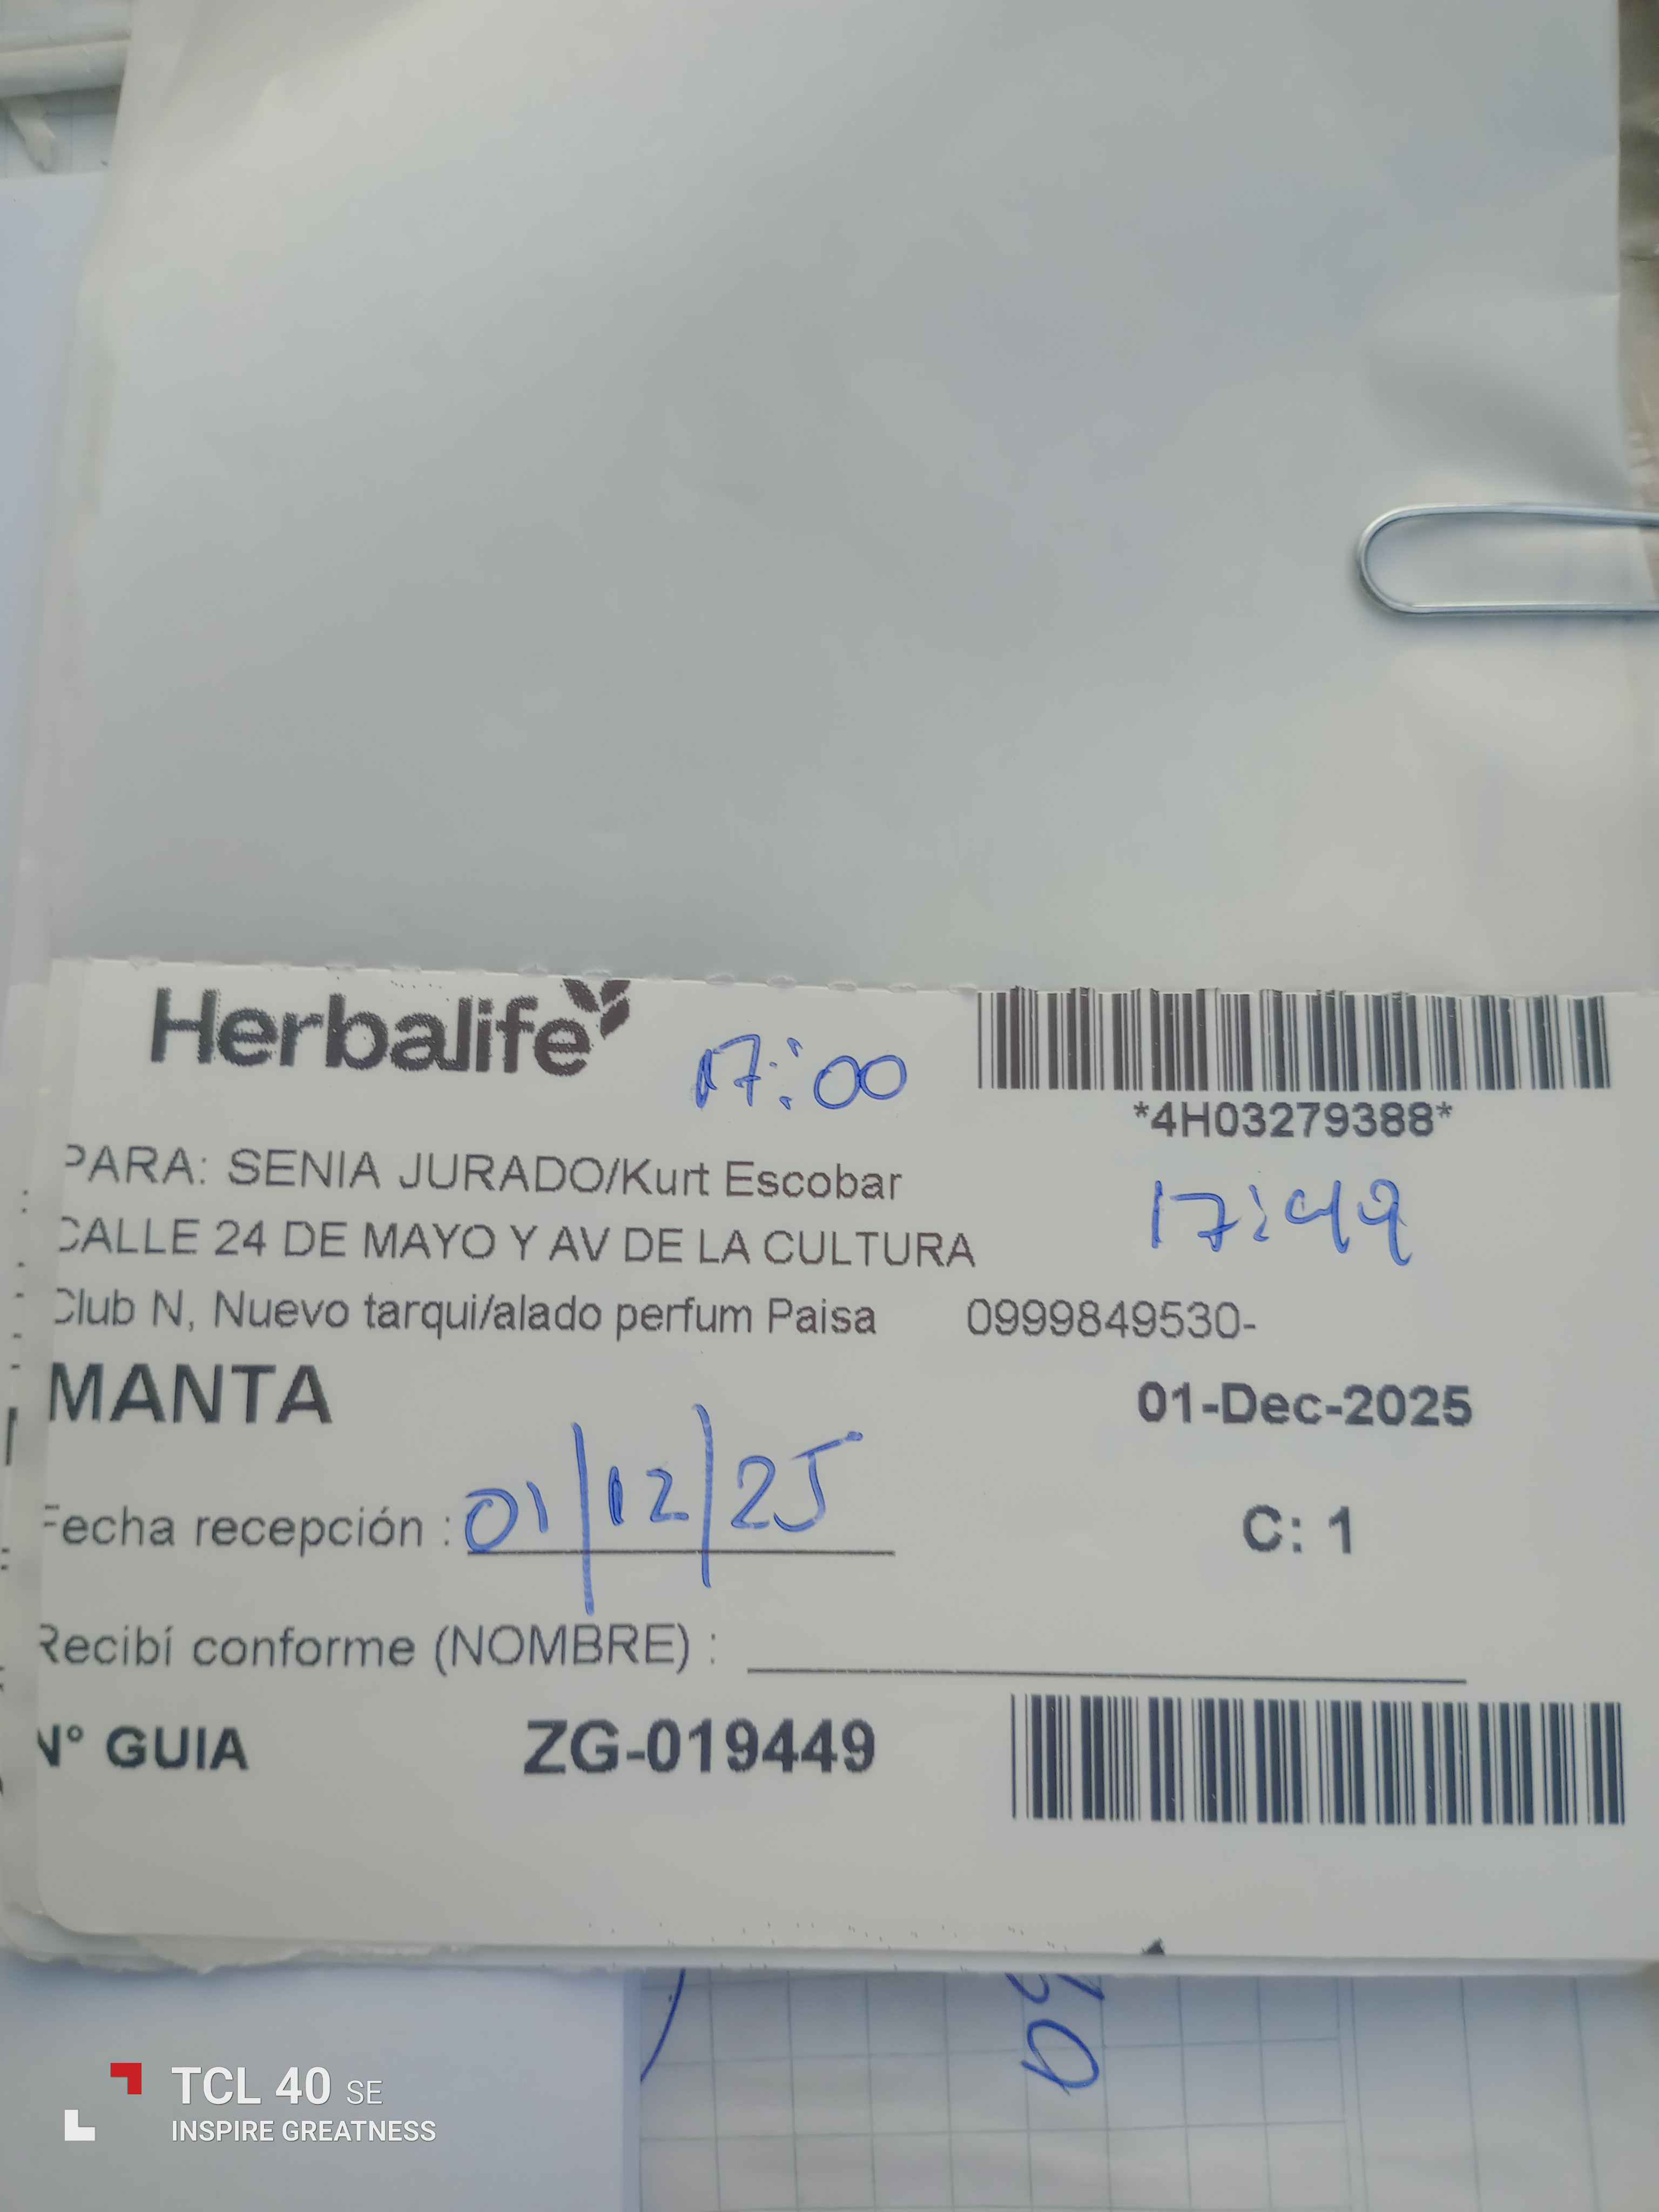 Herbalife
17:00
*4H03279388*
PARA: SENIA JURADO/Kurt Escobar
17:49
CALLE 24 DE MAYO Y AV DE LA CULTURA
Club N, Nuevo tarqui/alado perfum Paisa 0999849530-
MANTA
01-Dec-2025
Fecha recepción : 01/12/25
C: 1
Recibí conforme (NOMBRE) :
N° GUIA ZG-019449
TCL 40 SE
INSPIRE GREATNESS